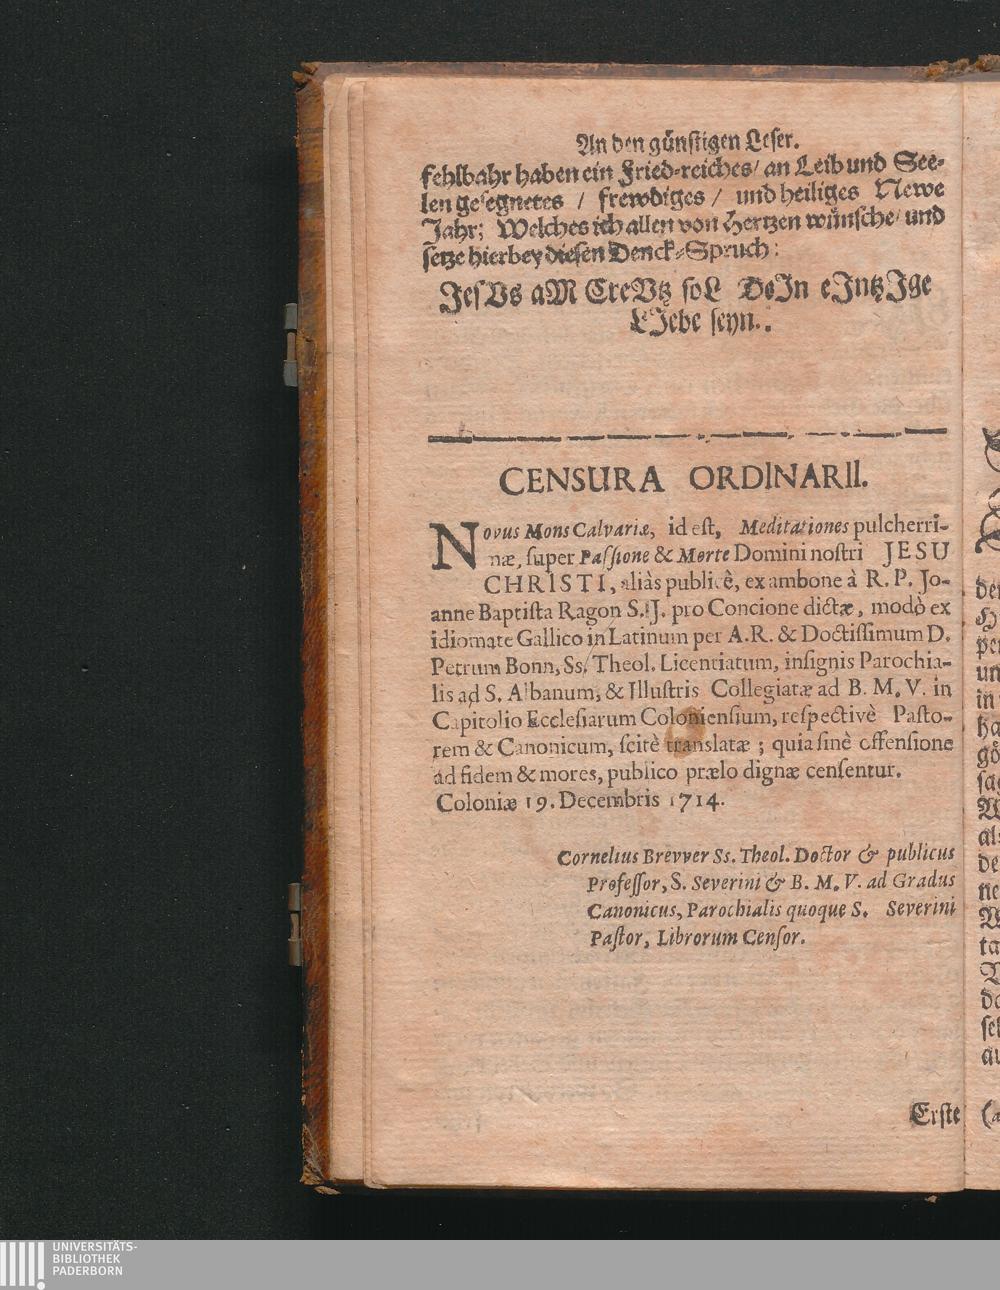 An den günstigen Leser.
fehlbahr haben ein Fried-reiches / an Leib und See-
len gesegnetes / frewdiges / und heiliges Newe
Jahr; Welches ich allen von Hertzen wünsche / und
setze hierbey diesen Denck-Spruch:
JesVs aM CreVtz soL DeIn eIntzIge
LIebe seyn..
CENSURA ORDINARII.
Novus Mons Calvariæ, id est, Meditationes pulcherri-
næ, super Passione & Morte Domini nostri JESU
CHRISTI, aliàs publicê, ex ambone à R. P. Jo-
anne Baptista Ragon S. J. pro Concione dictæ, modò ex
idiomate Gallico in Latinum per A. R. & Doctissimum D.
Petrum Bonn, Ss. Theol. Licentiatum, insignis Parochia-
lis ad S. Albanum, & Illustris Collegiatæ ad B. M. V. in
Capitolio Ecclesiarum Coloniensium, respectivè Pasto-
rem & Canonicum, scitè translatæ; quia sinè offensione
ad fidem & mores, publico prælo dignæ censentur.
Coloniæ 19. Decembris 1714.
Cornelius Brevver Ss. Theol. Doctor & publicus
Professor, S. Severini & B. M. V. ad Gradus
Canonicus, Parochialis quoque S. Severini
Pastor, Librorum Censor.
Erste
UNIVERSITÄTS-
BIBLIOTHEK
PADERBORN